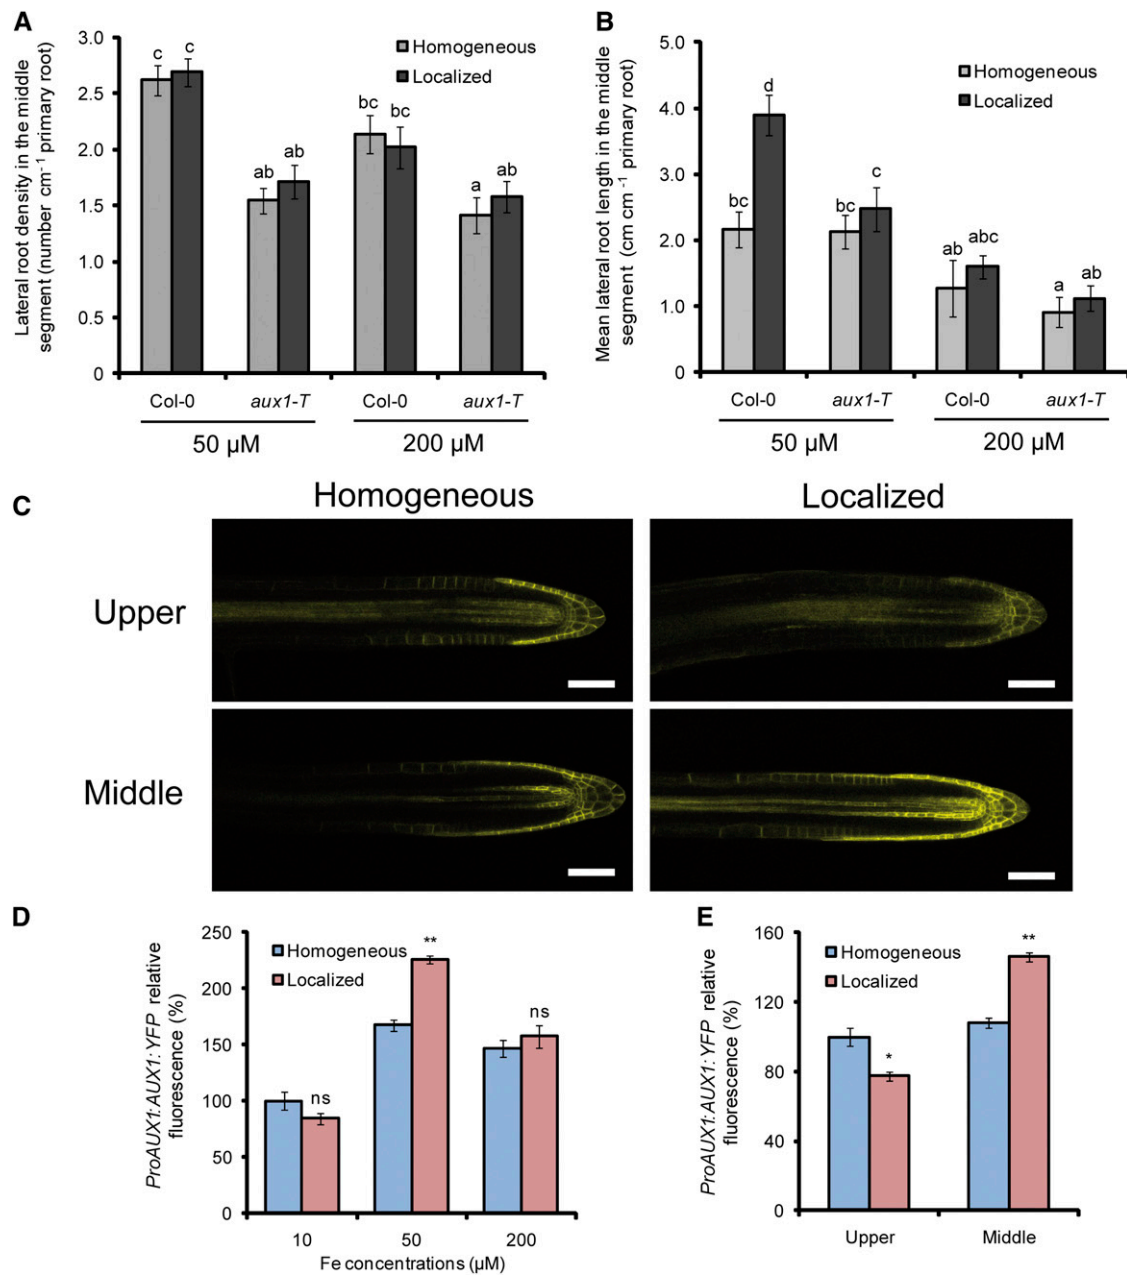 A
Lateral root density in the middle
segment (number cm⁻¹ primary root)
3.0
2.5
2.0
1.5
1.0
0.5
0
Homogeneous
Localized
c
c
ab
ab
bc
bc
a
ab
Col-0
aux1-T
Col-0
aux1-T
50 µM
200 µM
B
Mean lateral root length in the middle
segment (cm cm ⁻¹ primary root)
5.0
4.0
3.0
2.0
1.0
0
Homogeneous
Localized
bc
d
bc
c
ab
abc
a
ab
Col-0
aux1-T
Col-0
aux1-T
50 µM
200 µM
C
Homogeneous
Localized
Upper
Middle
D
ProAUX1:AUX1:YFP relative
fluorescence (%)
250
200
150
100
50
0
Homogeneous
Localized
ns
**
ns
10
50
200
Fe concentrations (µM)
E
ProAUX1:AUX1:YFP relative
fluorescence (%)
160
120
80
40
0
Homogeneous
Localized
*
**
Upper
Middle